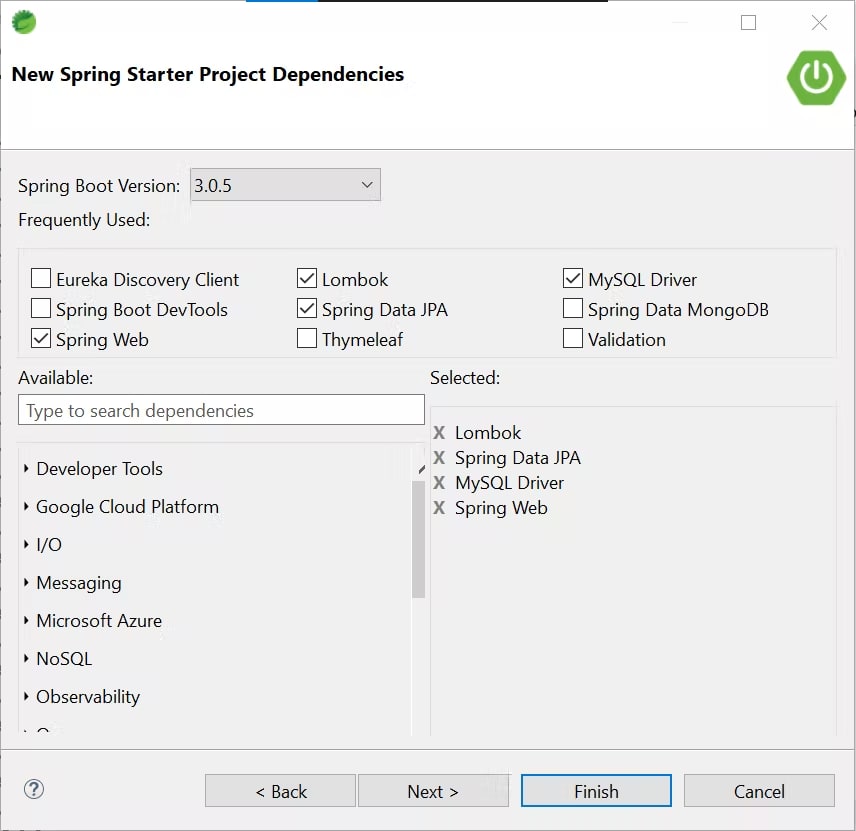 New Spring Starter Project Dependencies
Spring Boot Version: 3.0.5
Frequently Used:
Eureka Discovery Client Lombok MySQL Driver
Spring Boot DevTools Spring Data JPA Spring Data MongoDB
Spring Web Thymeleaf Validation
Available:
Type to search dependencies
Developer Tools
Google Cloud Platform
I/O
Messaging
Microsoft Azure
NoSQL
Observability
Selected:
X Lombok
X Spring Data JPA
X MySQL Driver
X Spring Web
? < Back Next > Finish Cancel